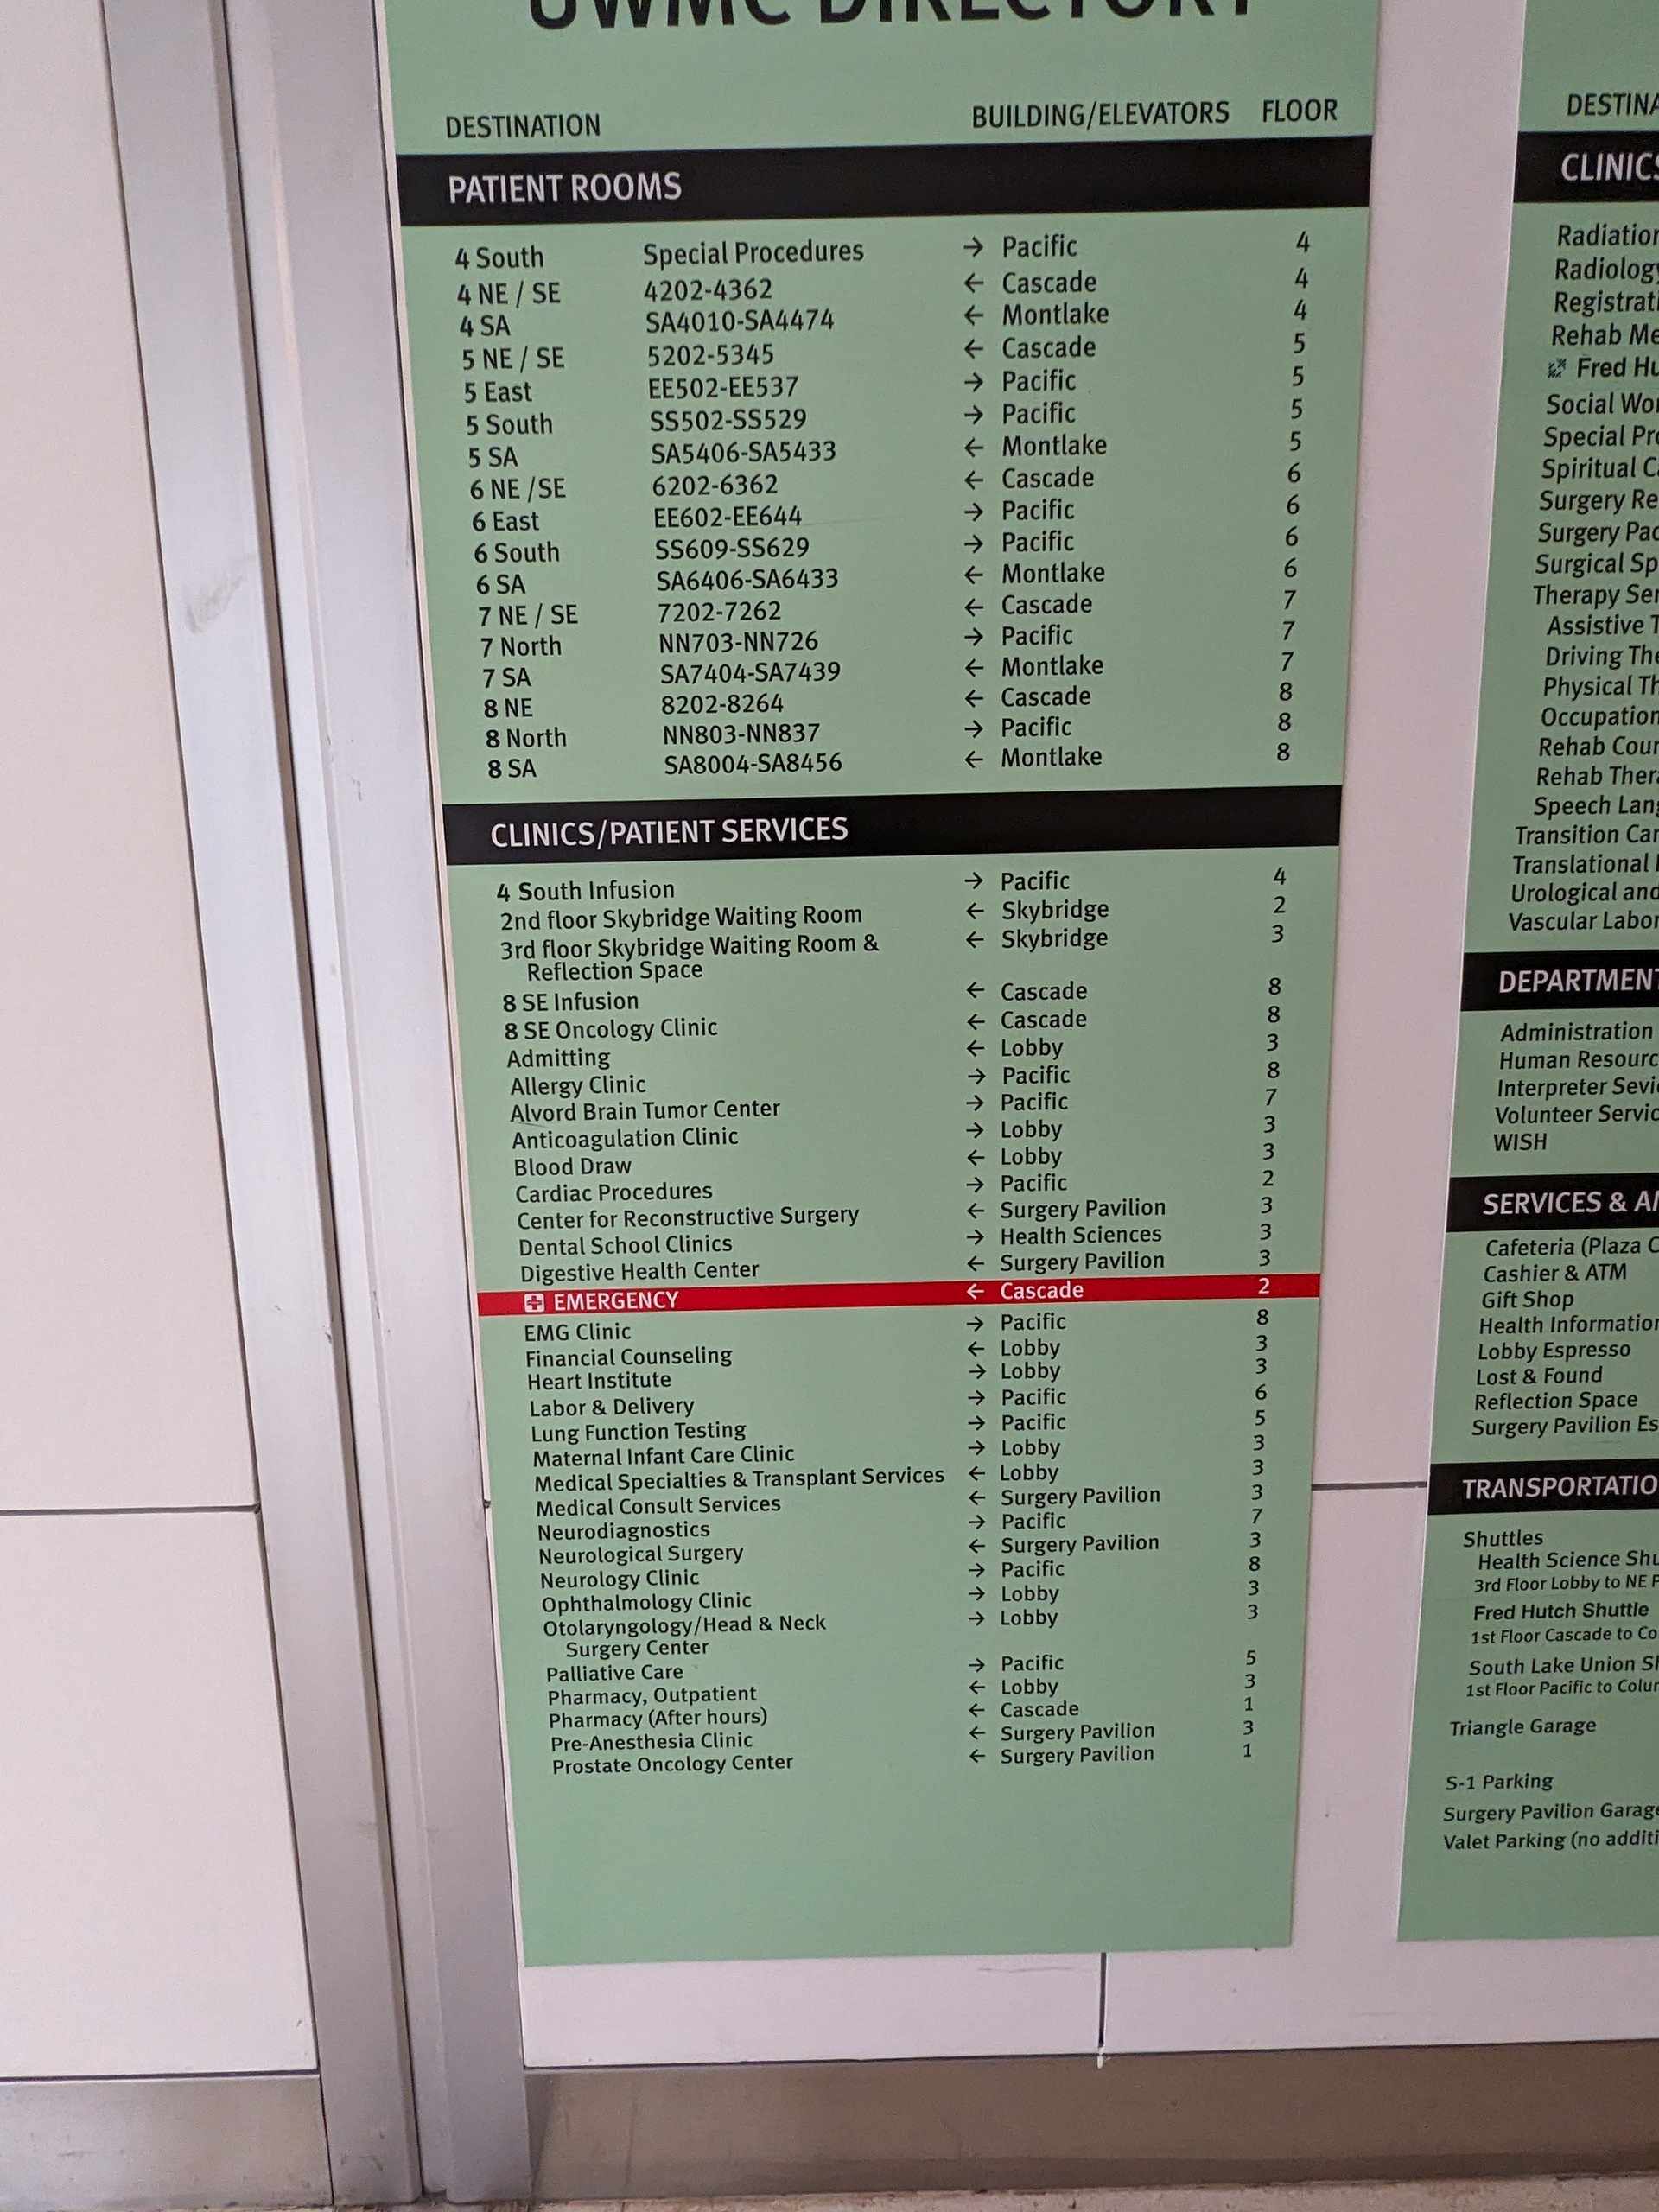 UWMC DIRECTORY
DESTINATION BUILDING/ELEVATORS FLOOR
PATIENT ROOMS
4 South Special Procedures → Pacific 4
4 NE / SE 4202-4362 ← Cascade 4
4 SA SA4010-SA4474 ← Montlake 4
5 NE / SE 5202-5345 ← Cascade 5
5 East EE502-EE537 → Pacific 5
5 South SS502-SS529 → Pacific 5
5 SA SA5406-SA5433 ← Montlake 5
6 NE /SE 6202-6362 ← Cascade 6
6 East EE602-EE644 → Pacific 6
6 South SS609-SS629 → Pacific 6
6 SA SA6406-SA6433 ← Montlake 6
7 NE / SE 7202-7262 ← Cascade 7
7 North NN703-NN726 → Pacific 7
7 SA SA7404-SA7439 ← Montlake 7
8 NE 8202-8264 ← Cascade 8
8 North NN803-NN837 → Pacific 8
8 SA SA8004-SA8456 ← Montlake 8
CLINICS/PATIENT SERVICES
4 South Infusion → Pacific 4
2nd floor Skybridge Waiting Room ← Skybridge 2
3rd floor Skybridge Waiting Room & ← Skybridge 3
Reflection Space
8 SE Infusion ← Cascade 8
8 SE Oncology Clinic ← Cascade 8
Admitting ← Lobby 3
Allergy Clinic → Pacific 8
Alvord Brain Tumor Center → Pacific 7
Anticoagulation Clinic → Lobby 3
Blood Draw ← Lobby 3
Cardiac Procedures → Pacific 2
Center for Reconstructive Surgery ← Surgery Pavilion 3
Dental School Clinics → Health Sciences 3
Digestive Health Center ← Surgery Pavilion 3
EMERGENCY ← Cascade 2
EMG Clinic → Pacific 8
Financial Counseling ← Lobby 3
Heart Institute → Lobby 3
Labor & Delivery → Pacific 6
Lung Function Testing → Pacific 5
Maternal Infant Care Clinic → Lobby 3
Medical Specialties & Transplant Services ← Lobby 3
Medical Consult Services ← Surgery Pavilion 3
Neurodiagnostics → Pacific 7
Neurological Surgery ← Surgery Pavilion 3
Neurology Clinic → Pacific 8
Ophthalmology Clinic → Lobby 3
Otolaryngology/Head & Neck → Lobby 3
Surgery Center
Palliative Care → Pacific 5
Pharmacy, Outpatient ← Lobby 3
Pharmacy (After hours) ← Cascade 1
Pre-Anesthesia Clinic ← Surgery Pavilion 3
Prostate Oncology Center ← Surgery Pavilion 1
DESTINA
CLINICS
Radiation
Radiology
Registrati
Rehab Me
Fred Hu
Social Wor
Special Pro
Spiritual Ca
Surgery Re
Surgery Pac
Surgical Sp
Therapy Ser
Assistive T
Driving The
Physical Th
Occupation
Rehab Coun
Rehab Thera
Speech Lang
Transition Car
Translational
Urological and
Vascular Labor
DEPARTMENT
Administration
Human Resourc
Interpreter Sevi
Volunteer Servic
WISH
SERVICES & A
Cafeteria (Plaza C
Cashier & ATM
Gift Shop
Health Information
Lobby Espresso
Lost & Found
Reflection Space
Surgery Pavilion Es
TRANSPORTATIO
Shuttles
Health Science Shu
3rd Floor Lobby to NE P
Fred Hutch Shuttle
1st Floor Cascade to Co
South Lake Union Sh
1st Floor Pacific to Colum
Triangle Garage
S-1 Parking
Surgery Pavilion Garage
Valet Parking (no additi